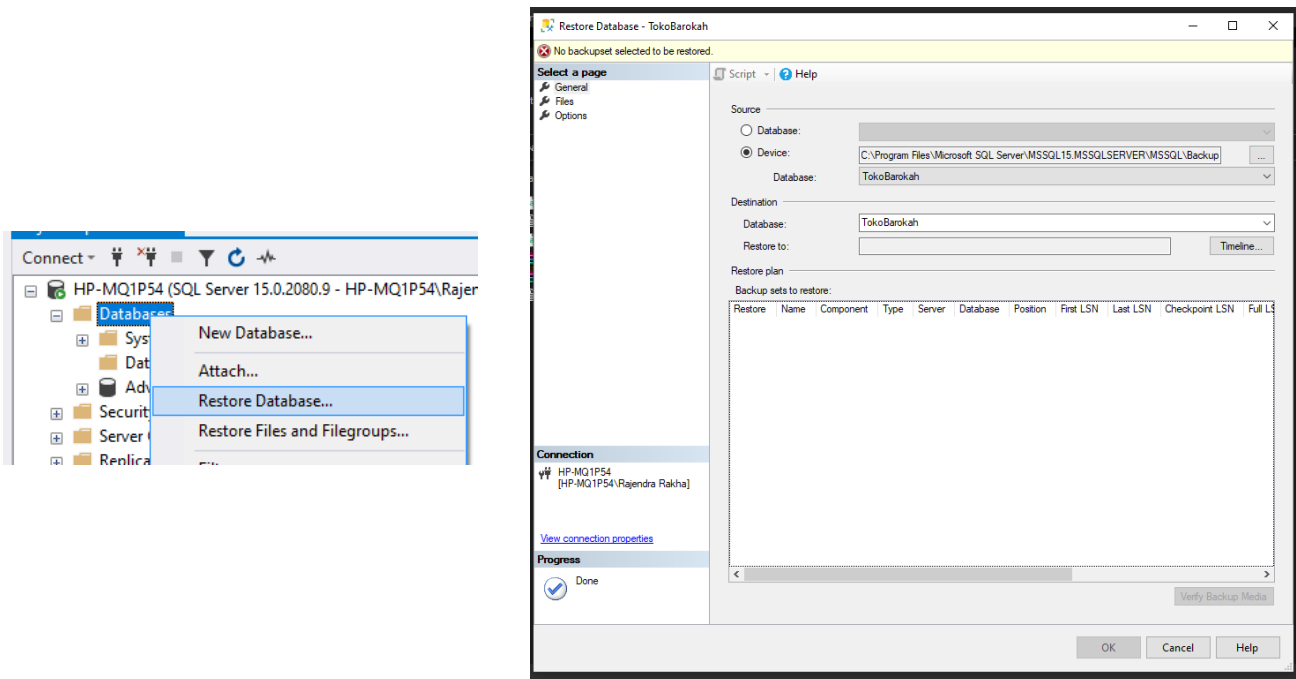 Connect
HP-MQ1P54 (SQL Server 15.0.2080.9 - HP-MQ1P54\Rajer
Databases
Sys
Dat
Adv
Securit
Server
Replica
New Database...
Attach...
Restore Database...
Restore Files and Filegroups...
Restore Database - TokoBarokah
No backupset selected to be restored.
Select a page
General
Files
Options
Script
Help
Source
Database:
Device:
C:\Program Files\Microsoft SQL Server\MSSQL15.MSSQLSERVER\MSSQL\Backup
...
Database:
TokoBarokah
Destination
Database:
TokoBarokah
Restore to:
Timeline...
Restore plan
Backup sets to restore:
Restore Name Component Type Server Database Position First LSN Last LSN Checkpoint LSN Full LS
Connection
HP-MQ1P54
[HP-MQ1P54\Rajendra Rakha]
View connection properties
Progress
Done
Verify Backup Media
OK Cancel Help